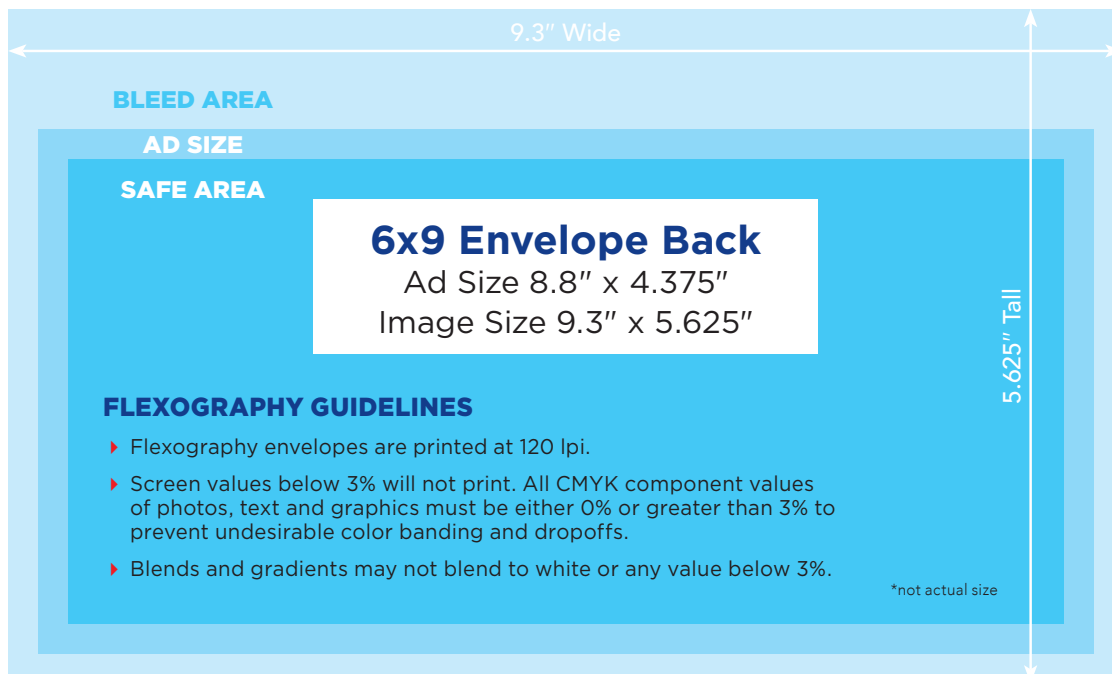 9.3" Wide
BLEED AREA
AD SIZE
SAFE AREA
6x9 Envelope Back
Ad Size 8.8" x 4.375"
Image Size 9.3" x 5.625"
5.625" Tall
FLEXOGRAPHY GUIDELINES
Flexography envelopes are printed at 120 lpi.
Screen values below 3% will not print. All CMYK component values
of photos, text and graphics must be either 0% or greater than 3% to
prevent undesirable color banding and dropoffs.
Blends and gradients may not blend to white or any value below 3%.
*not actual size